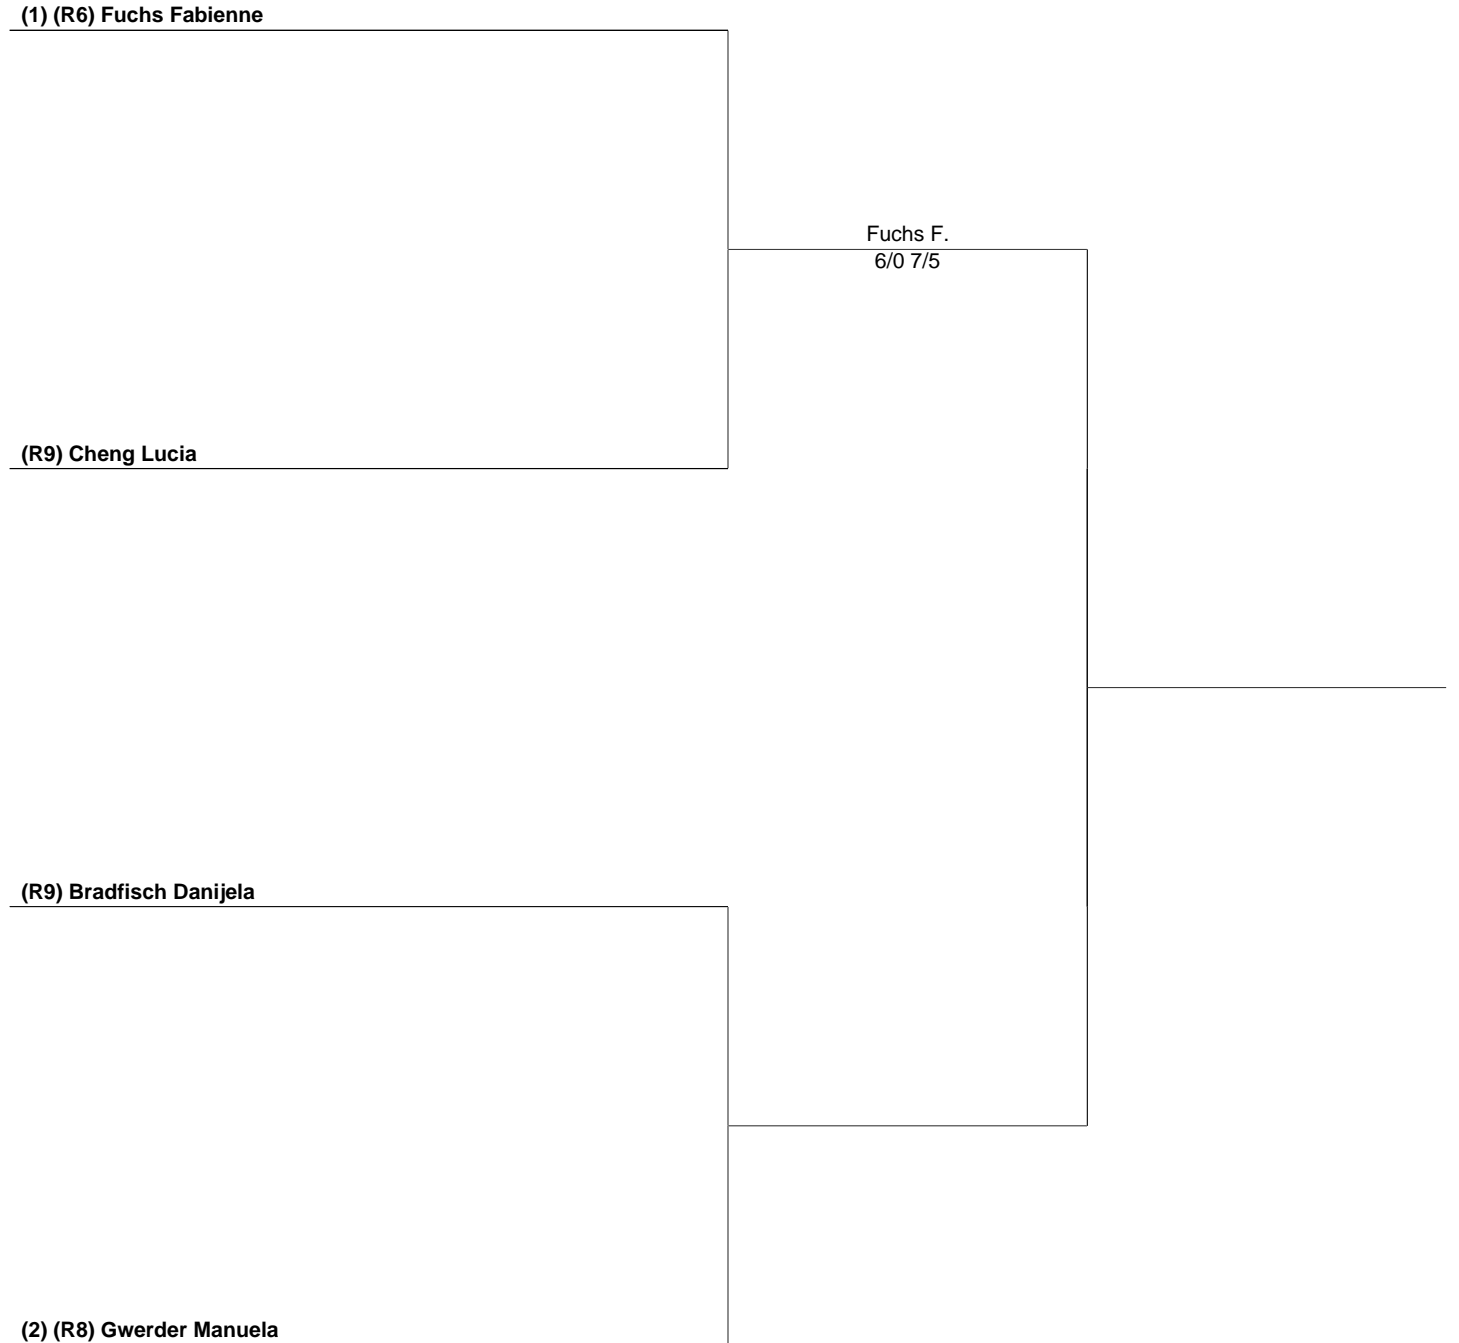 (1) (R6) Fuchs Fabienne
Fuchs F.
6/0 7/5
(R9) Cheng Lucia
(R9) Bradfisch Danijela
(2) (R8) Gwerder Manuela